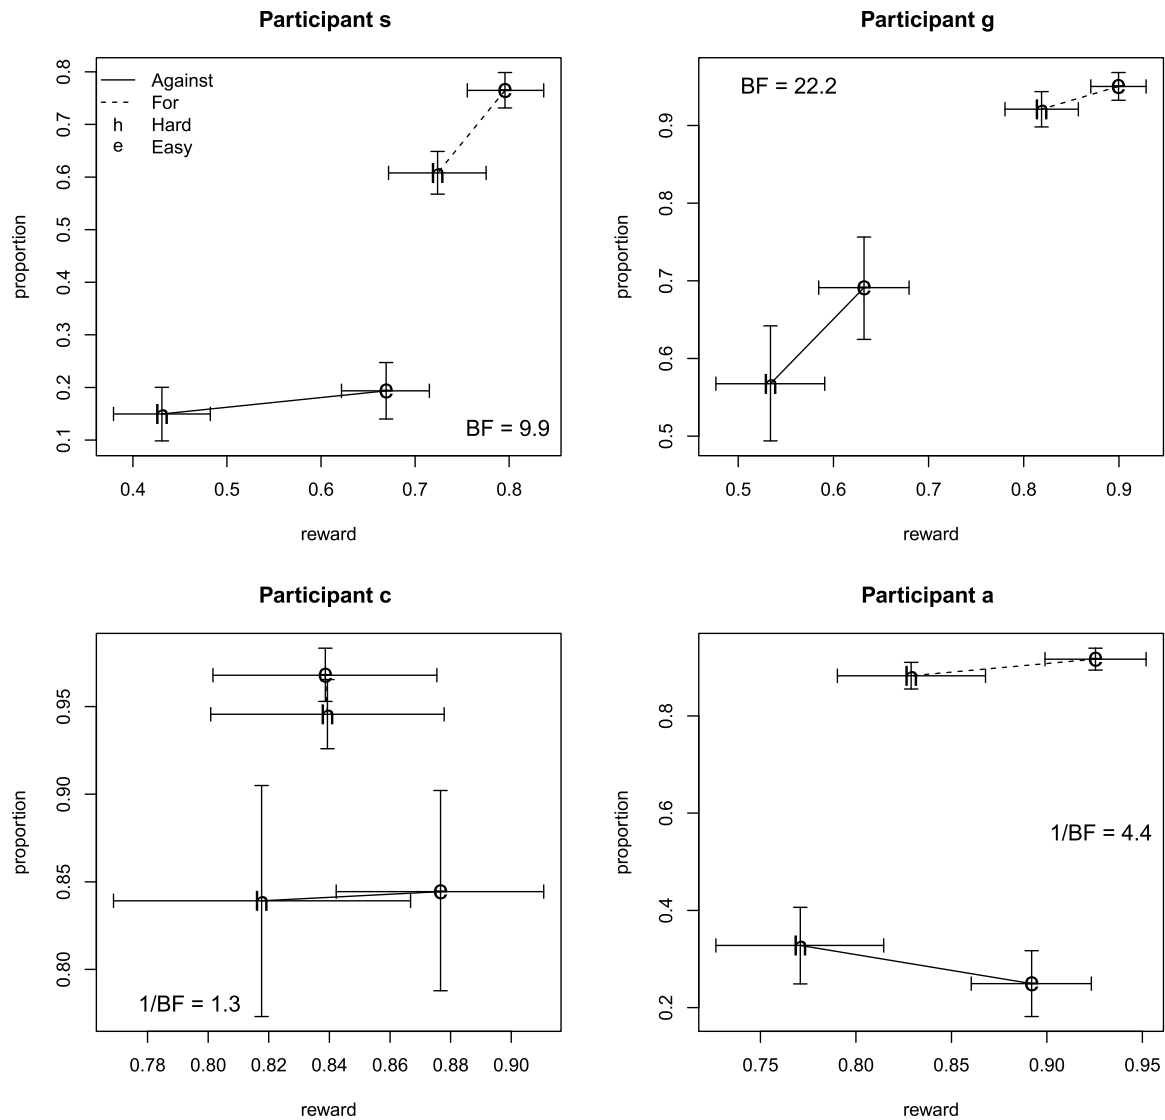 Participant s
0.8
0.7
0.6
0.5
0.4
0.3
0.2
0.1
proportion
Against
For
h Hard
e Easy
e
h
h
e
BF = 9.9
0.4 0.5 0.6 0.7 0.8
reward
Participant g
0.9
0.8
0.7
0.6
0.5
proportion
BF = 22.2
h
e
e
h
0.5 0.6 0.7 0.8 0.9
reward
Participant c
0.95
0.90
0.85
0.80
proportion
e
h
h
e
1/BF = 1.3
0.78 0.80 0.82 0.84 0.86 0.88 0.90
reward
Participant a
0.8
0.6
0.4
0.2
proportion
h
e
1/BF = 4.4
h
e
0.75 0.80 0.85 0.90 0.95
reward